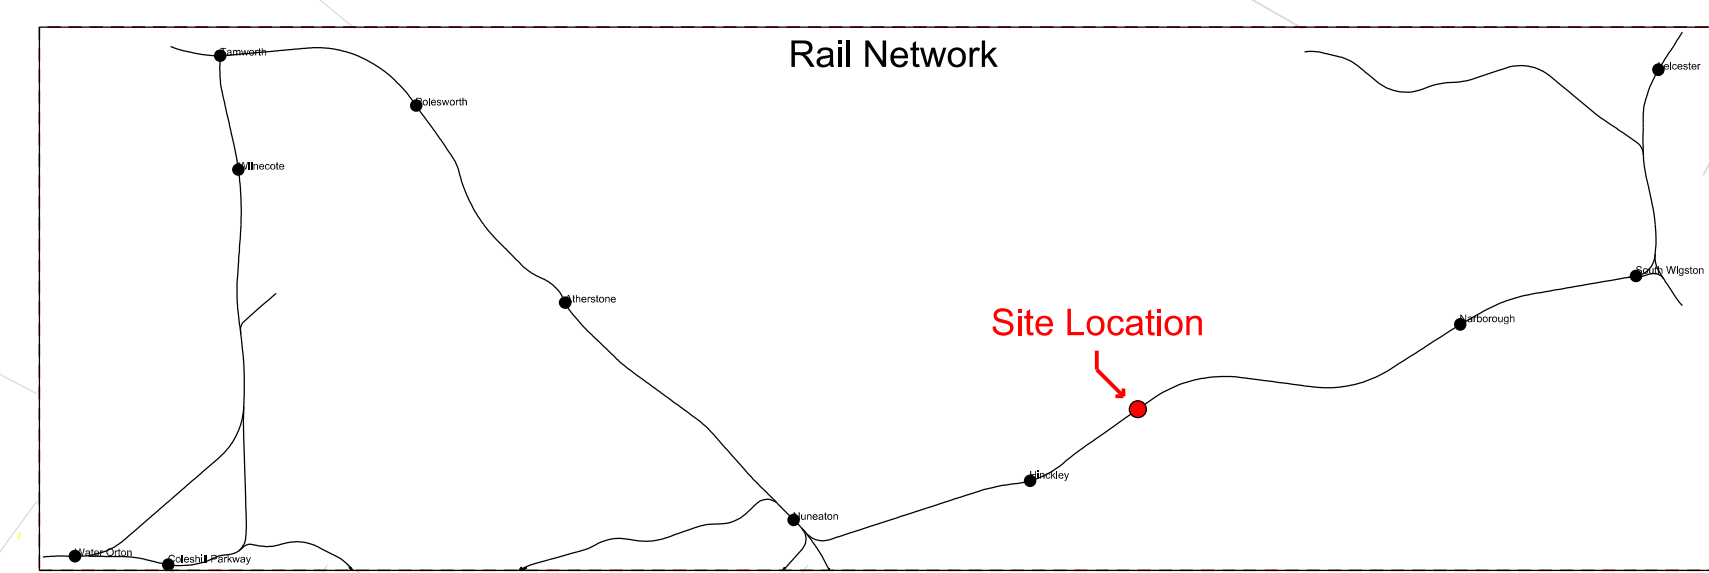 Rail Network
Tamworth
Leicester
Polesworth
Wilnecote
South Wigston
Atherstone
Narborough
Site Location
Hinckley
Nuneaton
Water Orton
Coleshill Parkway